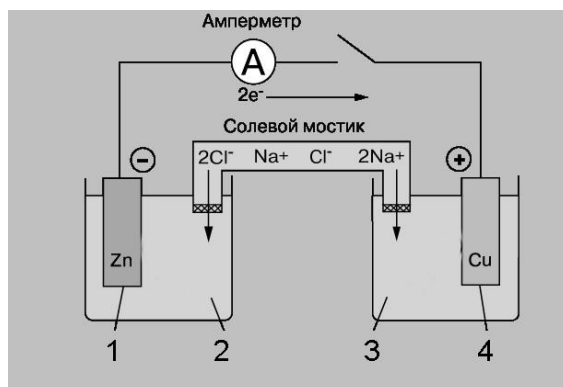 Амперметр
A
2e⁻
Солевой мостик
2Cl⁻ Na+ Cl⁻ 2Na+
− +
Zn Cu
1 2 3 4